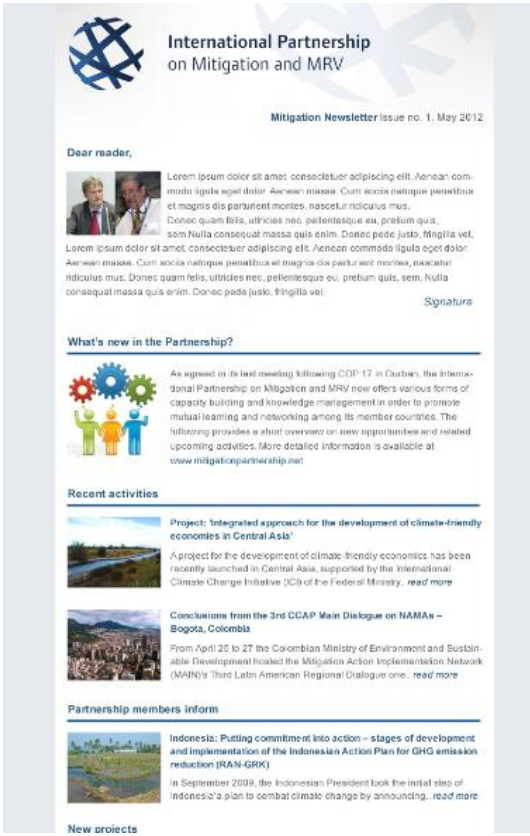 International Partnership
on Mitigation and MRV
Mitigation Newsletter Issue no. 1, May 2012
Dear reader,
Lorem ipsum dolor sit amet, consectetuer adipiscing elit. Aenean com-
modo ligula eget dolor. Aenean massa. Cum sociis natoque penatibus
et magnis dis parturient montes, nascetur ridiculus mus.
Donec quam felis, ultricies nec, pellentesque eu, pretium quis,
sem.Nulla consequat massa quis enim. Donec pede justo, fringilla vel,
Lorem ipsum dolor sit amet, consectetuer adipiscing elit. Aenean commodo ligula eget dolor.
Aenean massa. Cum sociis natoque penatibus et magnis dis parturient montes, nascetur
ridiculus mus. Donec quam felis, ultricies nec, pellentesque eu, pretium quis, sem. Nulla
consequat massa quis enim. Donec pede justo, fringilla vel.
Signature
What's new in the Partnership?
As agreed in its last meeting following COP 17 in Durban, the Interna-
tional Partnership on Mitigation and MRV now offers various forms of
capacity building and knowledge management in order to promote
mutual learning and networking among its member countries. The
following provides a short overview on new opportunities and related
upcoming activities. More detailed information is available at
www.mitigationpartnership.net
Recent activities
Project: 'Integrated approach for the development of climate-friendly
economies in Central Asia'
A project for the development of climate-friendly economics has been
recently launched in Central Asia, supported by the International
Climate Change Initiative (ICI) of the Federal Ministry.. read more
Conclusions from the 3rd CCAP Main Dialogue on NAMAs –
Bogota, Colombia
From April 25 to 27 the Colombian Ministry of Environment and Sustain-
able Development hosted the Mitigation Action Implementation Network
(MAIN)'s Third Latin American Regional Dialogue one.. read more
Partnership members inform
Indonesia: Putting commitment into action – stages of development
and implementation of the Indonesian Action Plan for GHG emission
reduction (RAN-GRK)
In September 2009, the Indonesian President took the initial step of
Indonesia's plan to combat climate change by announcing.. read more
New projects